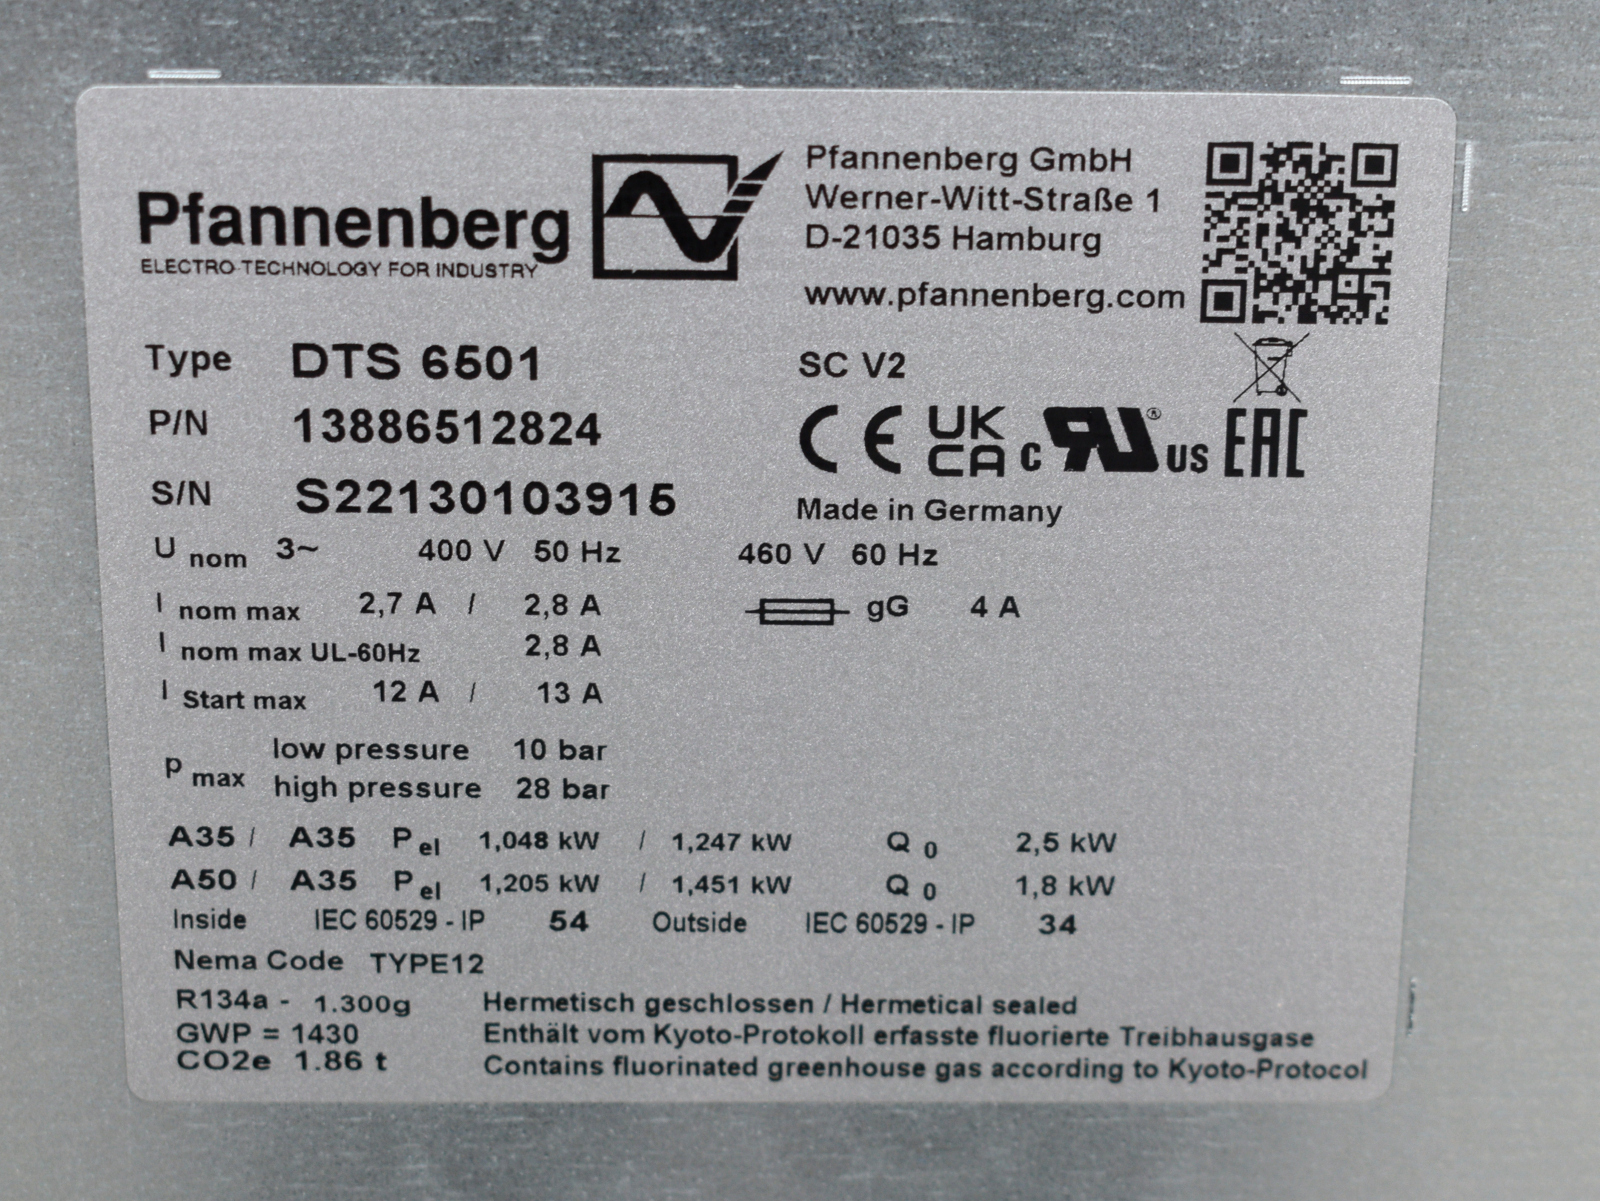 Pfannenberg
ELECTRO-TECHNOLOGY FOR INDUSTRY
Pfannenberg GmbH
Werner-Witt-Straße 1
D-21035 Hamburg
www.pfannenberg.com
Type DTS 6501 SC V2
P/N 13886512824
CE UK CA c RU ® US EAC
S/N S22130103915 Made in Germany
U nom 3~ 400 V 50 Hz 460 V 60 Hz
I nom max 2,7 A / 2,8 A gG 4 A
I nom max UL-60Hz 2,8 A
I Start max 12 A / 13 A
p max low pressure 10 bar
high pressure 28 bar
A35 / A35 P el 1,048 kW / 1,247 kW Q 0 2,5 kW
A50 / A35 P el 1,205 kW / 1,451 kW Q 0 1,8 kW
Inside IEC 60529 - IP 54 Outside IEC 60529 - IP 34
Nema Code TYPE12
R134a - 1.300g Hermetisch geschlossen / Hermetical sealed
GWP = 1430 Enthält vom Kyoto-Protokoll erfasste fluorierte Treibhausgase
CO2e 1.86 t Contains fluorinated greenhouse gas according to Kyoto-Protocol